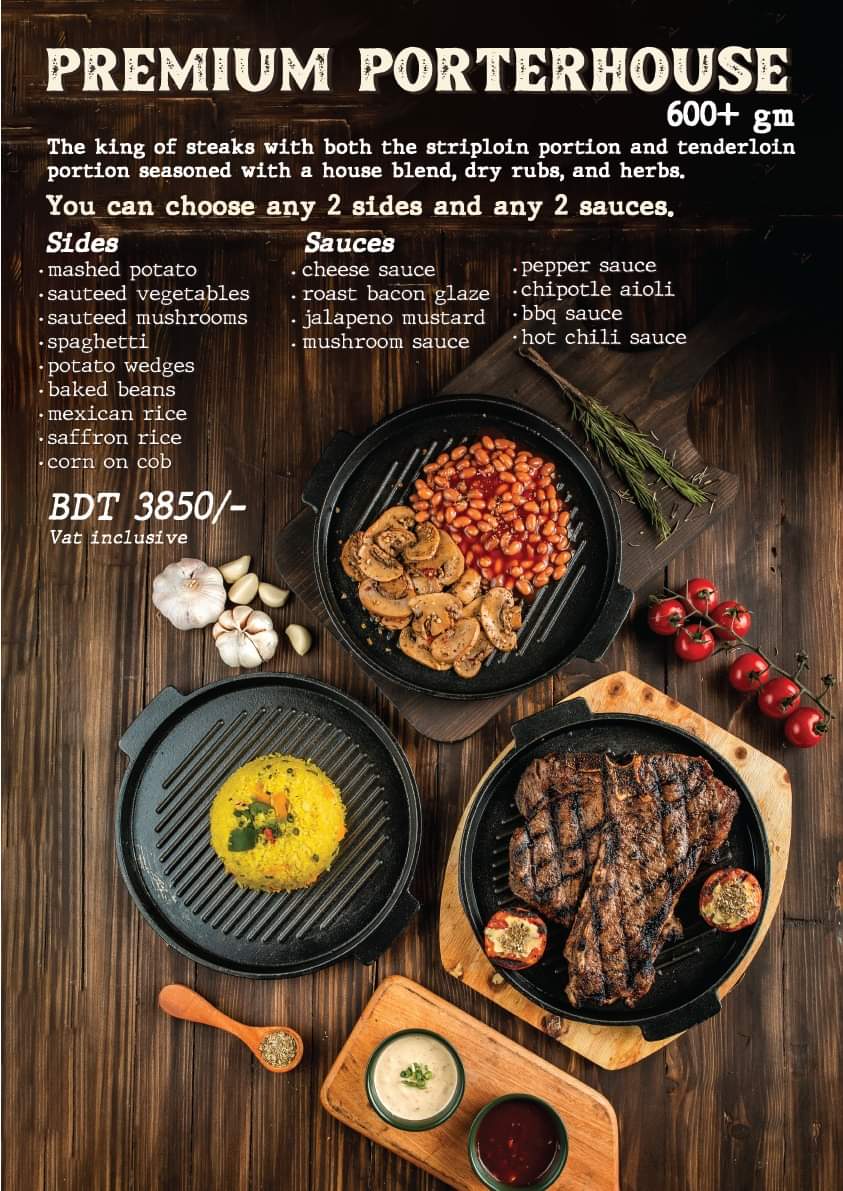 PREMIUM PORTERHOUSE
600+ gm
The king of steaks with both the striploin portion and tenderloin
portion seasoned with a house blend, dry rubs, and herbs.
You can choose any 2 sides and any 2 sauces.
Sides
· mashed potato
· sauteed vegetables
· sauteed mushrooms
· spaghetti
· potato wedges
· baked beans
· mexican rice
· saffron rice
· corn on cob
Sauces
· cheese sauce
· roast bacon glaze
· jalapeno mustard
· mushroom sauce
· pepper sauce
· chipotle aioli
· bbq sauce
· hot chili sauce
BDT 3850/-
Vat inclusive